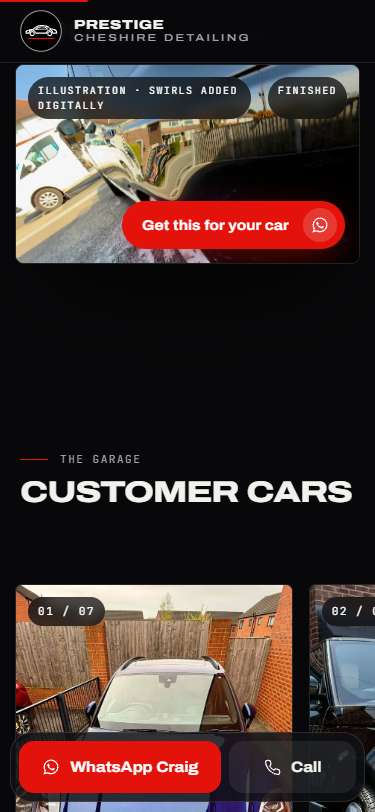 PRESTIGE
CHESHIRE DETAILING
ILLUSTRATION · SWIRLS ADDED
DIGITALLY
FINISHED
Get this for your car
THE GARAGE
CUSTOMER CARS
01 / 07
02 / 0
WhatsApp Craig
Call